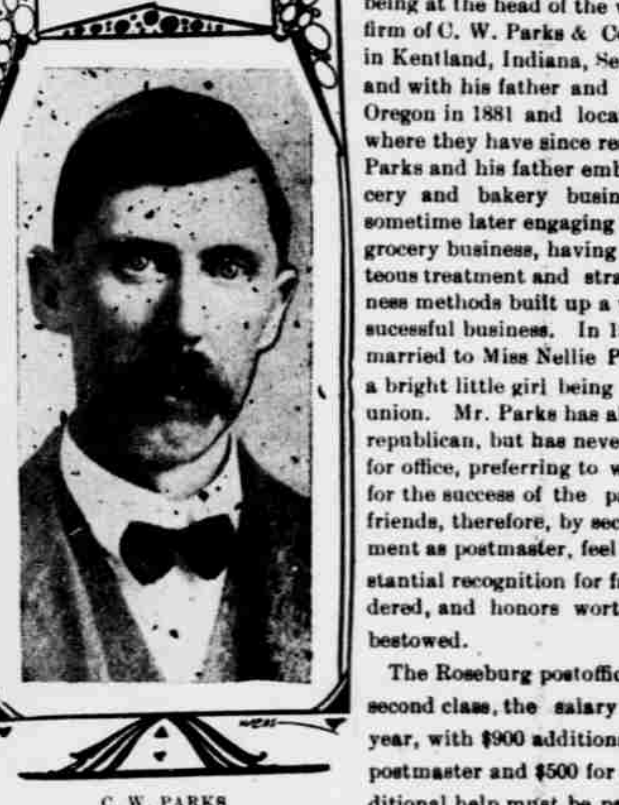 being at the head of the
firm of C. W. Parks & Co
in Kentland, Indiana, Se
and with his father and
Oregon in 1881 and loca
where they have since re
Parks and his father emb
cery and bakery busin
sometime later engaging
grocery business, having
teous treatment and stra
ness methods built up a
sucessful business. In 1
married to Miss Nellie P
a bright little girl being
union. Mr. Parks has al
republican, but has neve
for office, preferring to w
for the success of the pa
friends, therefore, by sec
ment as postmaster, feel
stantial recognition for f
dered, and honors wort
bestowed.
The Roseburg postoffic
second class, the salary
year, with $900 addition
postmaster and $500 for
ditional help must be
C. W. PARKS